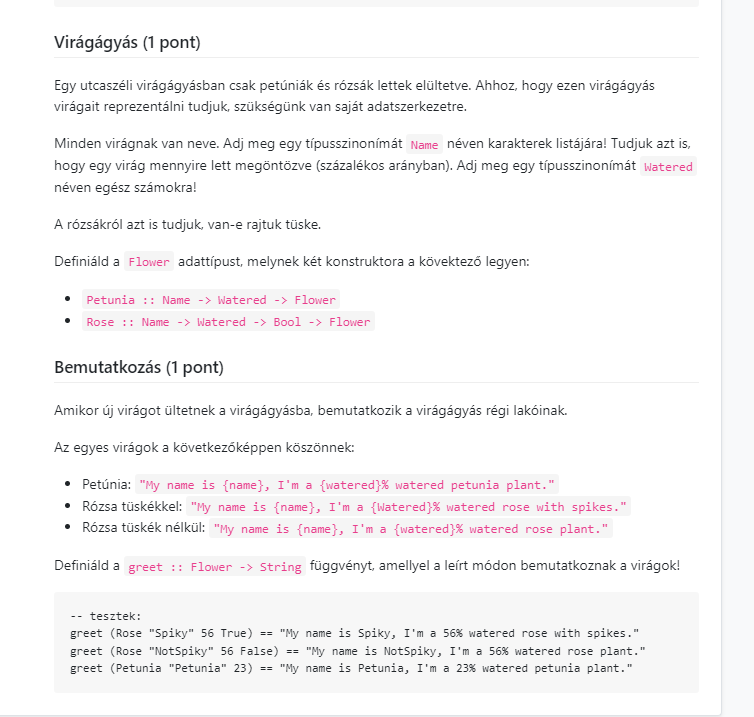 Virágágyás (1 pont)
Egy utcaszéli virágágyásban csak petúniák és rózsák lettek elültetve. Ahhoz, hogy ezen virágágyás
virágait reprezentálni tudjuk, szükségünk van saját adatszerkezetre.
Minden virágnak van neve. Adj meg egy típusszinonímát Name néven karakterek listájára! Tudjuk azt is,
hogy egy virág mennyire lett megöntözve (százalékos arányban). Adj meg egy típusszinonímát Watered
néven egész számokra!
A rózsákról azt is tudjuk, van-e rajtuk tüske.
Definiáld a Flower adattípust, melynek két konstruktora a kövektező legyen:
Petunia :: Name -> Watered -> Flower
Rose :: Name -> Watered -> Bool -> Flower
Bemutatkozás (1 pont)
Amikor új virágot ültetnek a virágágyásba, bemutatkozik a virágágyás régi lakóinak.
Az egyes virágok a következőképpen köszönnek:
Petúnia: "My name is {name}, I'm a {watered}% watered petunia plant."
Rózsa tüskékkel: "My name is {name}, I'm a {Watered}% watered rose with spikes."
Rózsa tüskék nélkül: "My name is {name}, I'm a {watered}% watered rose plant."
Definiáld a greet :: Flower -> String függvényt, amellyel a leírt módon bemutatkoznak a virágok!
-- tesztek:
greet (Rose "Spiky" 56 True) == "My name is Spiky, I'm a 56% watered rose with spikes."
greet (Rose "NotSpiky" 56 False) == "My name is NotSpiky, I'm a 56% watered rose plant."
greet (Petunia "Petunia" 23) == "My name is Petunia, I'm a 23% watered petunia plant."